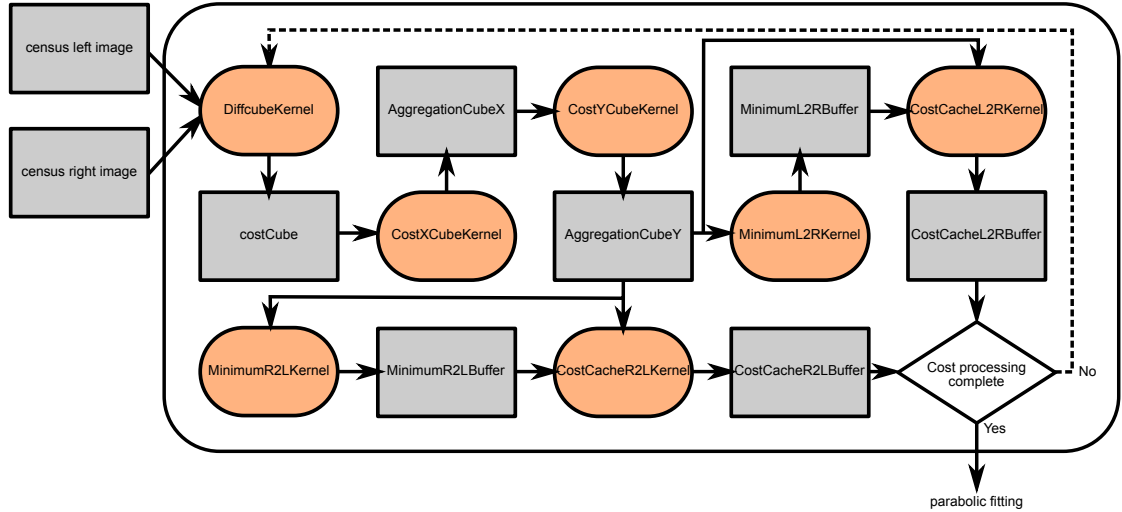 census left image
DiffcubeKernel
AggregationCubeX
CostYCubeKernel
MinimumL2RBuffer
CostCacheL2RKernel
census right image
costCube
CostXCubeKernel
AggregationCubeY
MinimumL2RKernel
CostCacheL2RBuffer
MinimumR2LKernel
MinimumR2LBuffer
CostCacheR2LKernel
CostCacheR2LBuffer
Cost processing
complete
No
Yes
parabolic fitting